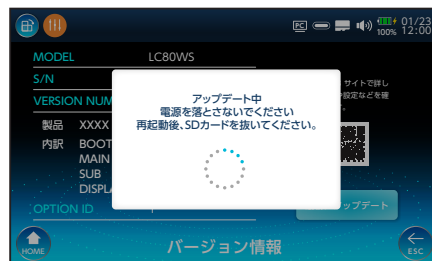 PC 100% 01/23 12:00
MODEL LC80WS
S/N サイトで詳し
VERSION NUM 設定などを確
製品 XXXX
内訳 BOOT
MAIN
SUB
DISPLA
アップデート中
電源を落とさないでください
再起動後、SDカードを抜いてください。
OPTION ID ップデート
HOME バージョン情報 ESC